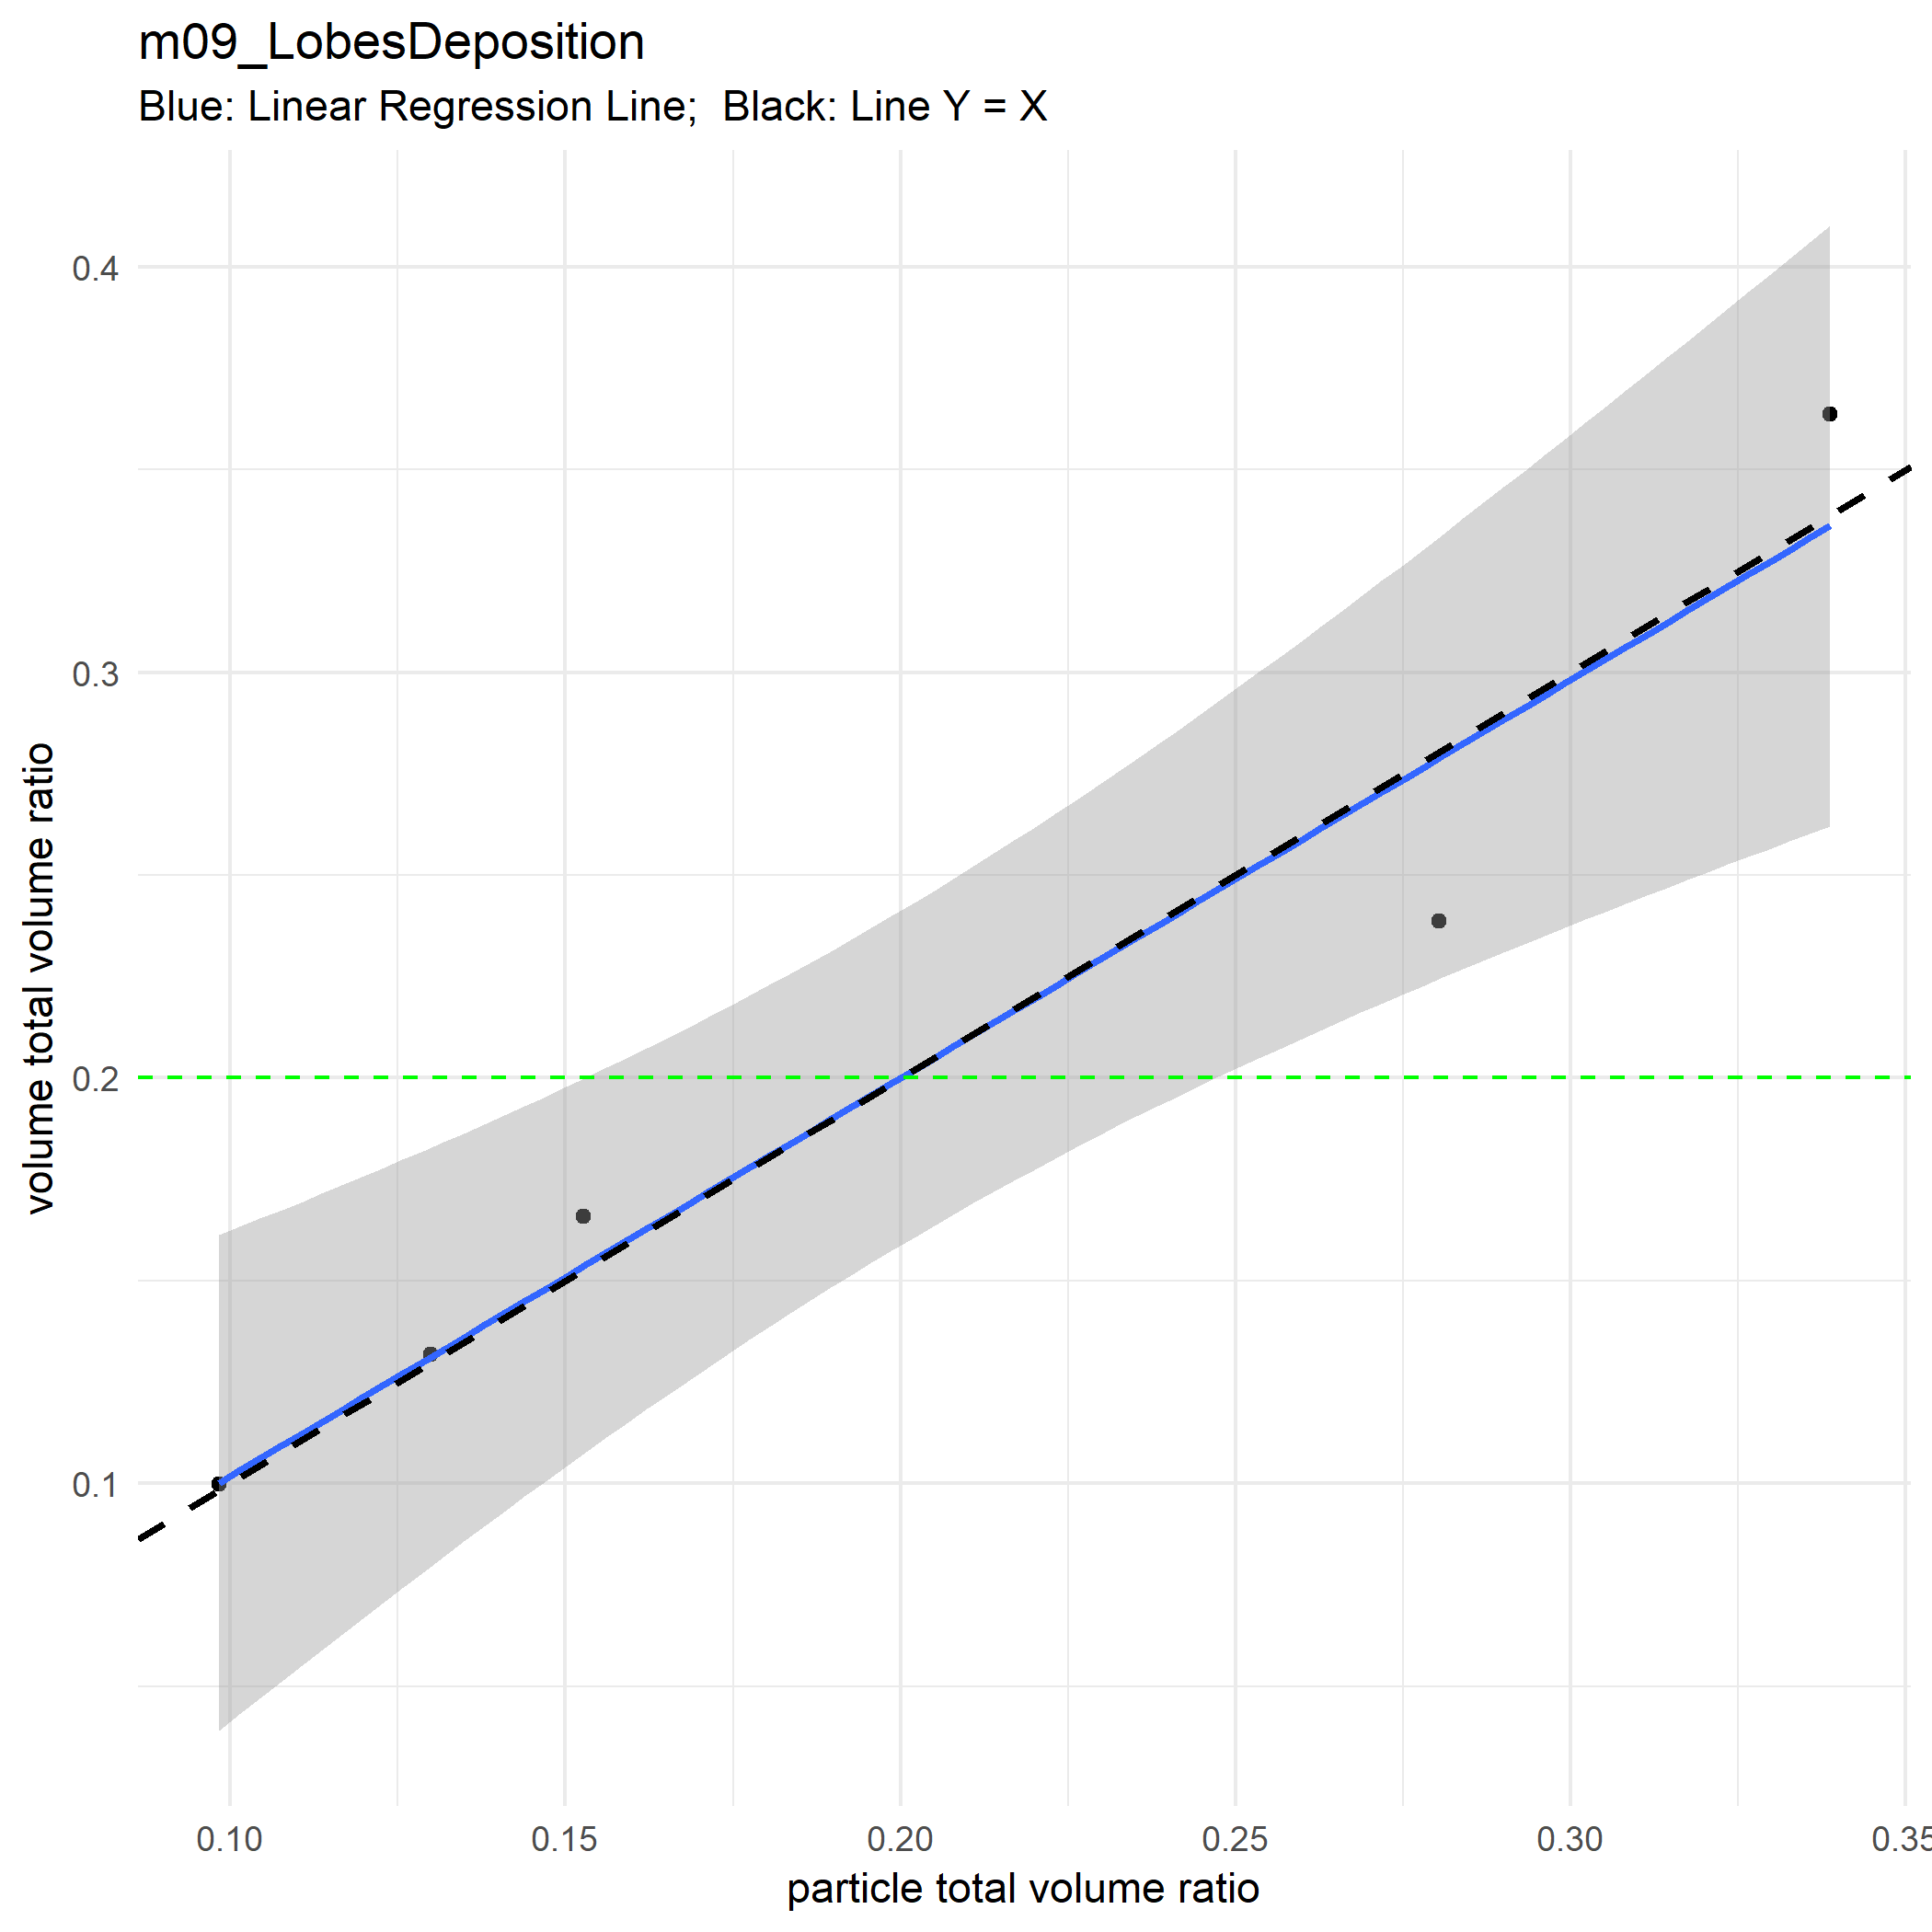 m09_LobesDeposition
Blue: Linear Regression Line;  Black: Line Y = X
0.4
0.3
0.2
0.1
volume total volume ratio
0.10 0.15 0.20 0.25 0.30 0.35
particle total volume ratio